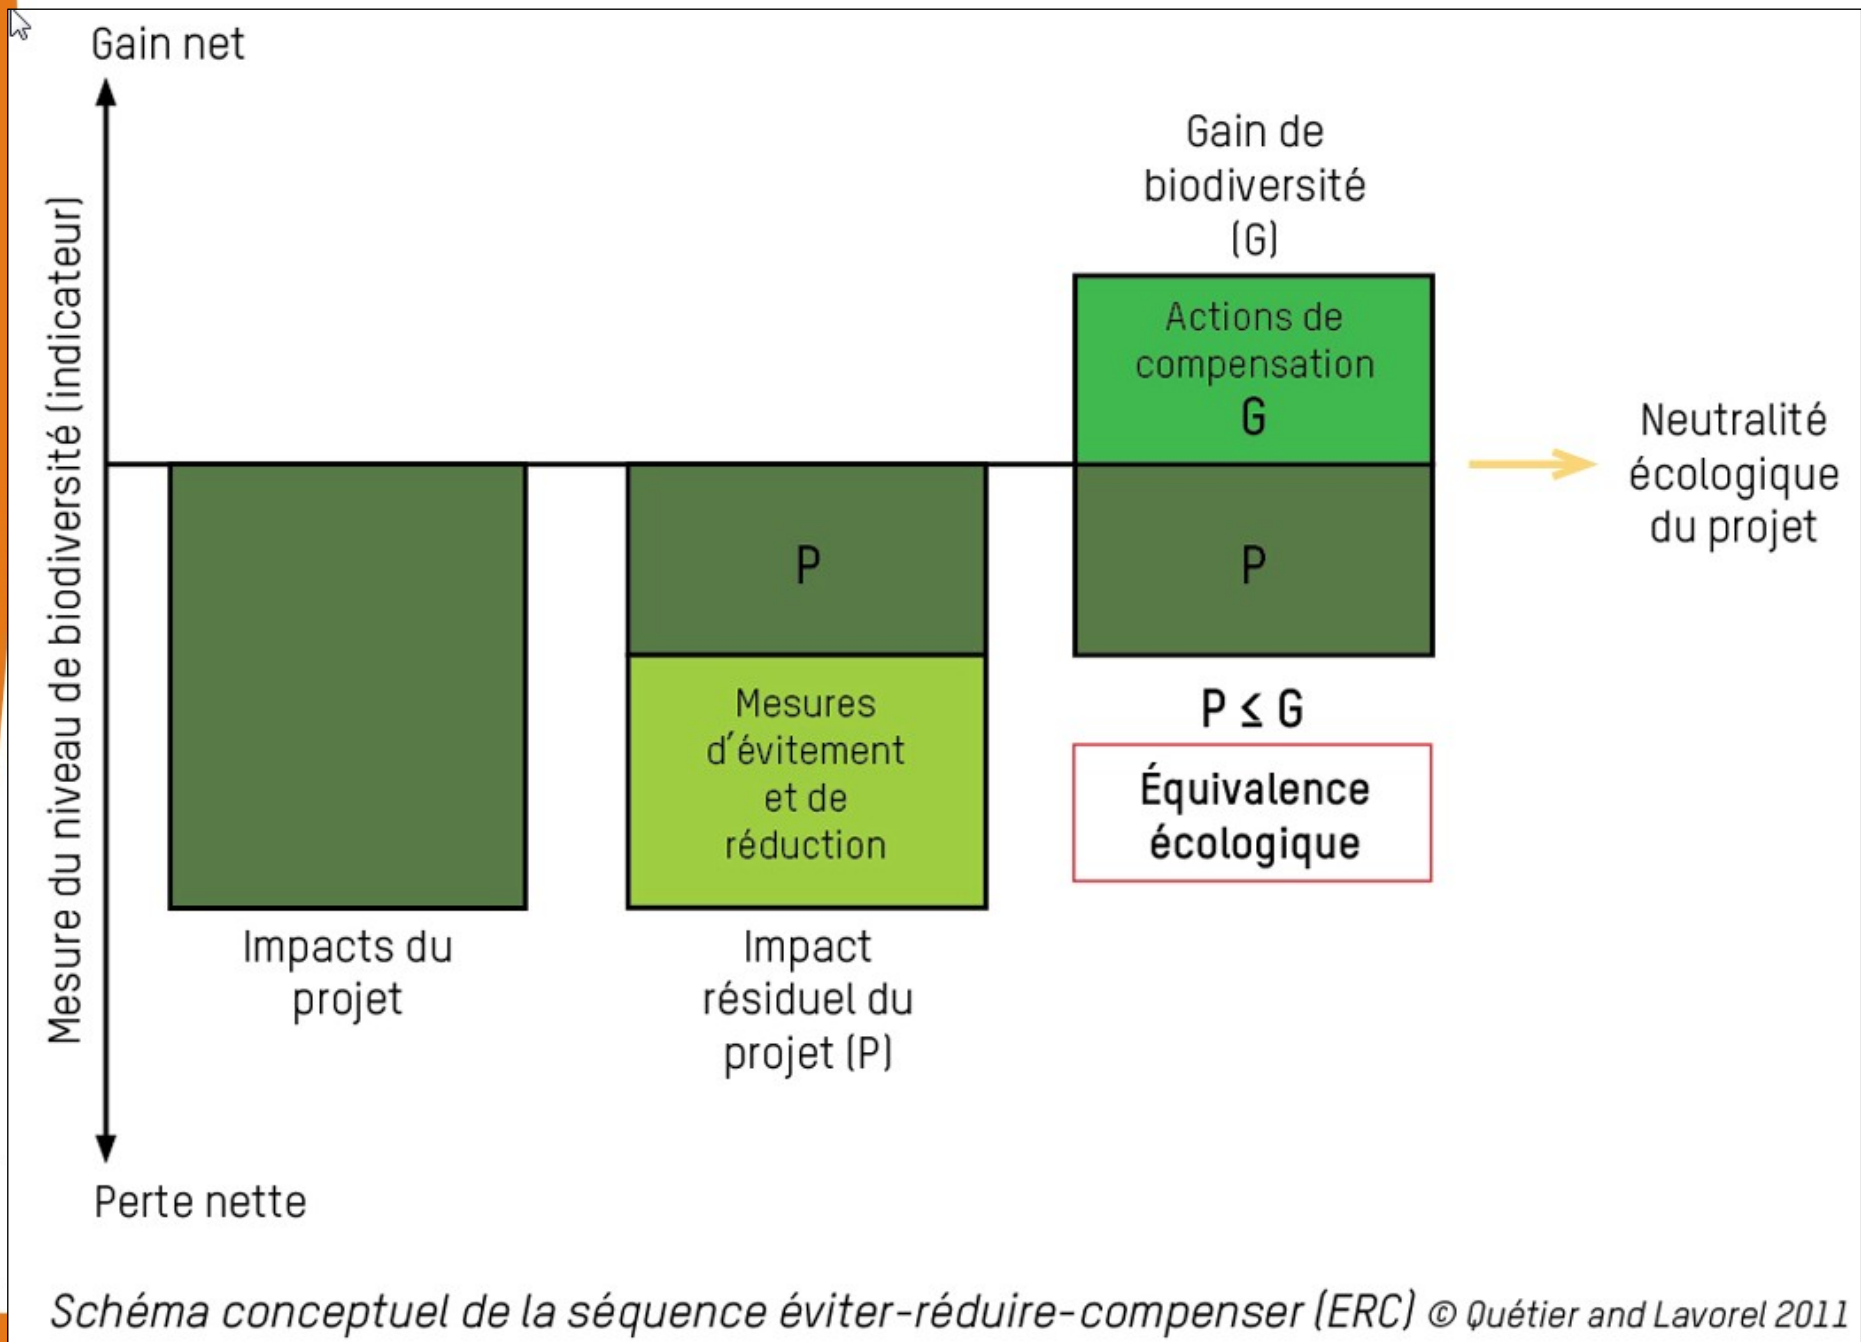 Gain net
Mesure du niveau de biodiversité (indicateur)
Gain de
biodiversité
(G)
Actions de
compensation
G
P
P
Mesures
d'évitement
et de
réduction
P ≤ G
Équivalence
écologique
Neutralité
écologique
du projet
Impacts du
projet
Impact
résiduel du
projet (P)
Perte nette
Schéma conceptuel de la séquence éviter-réduire-compenser (ERC) © Quétier and Lavorel 2011